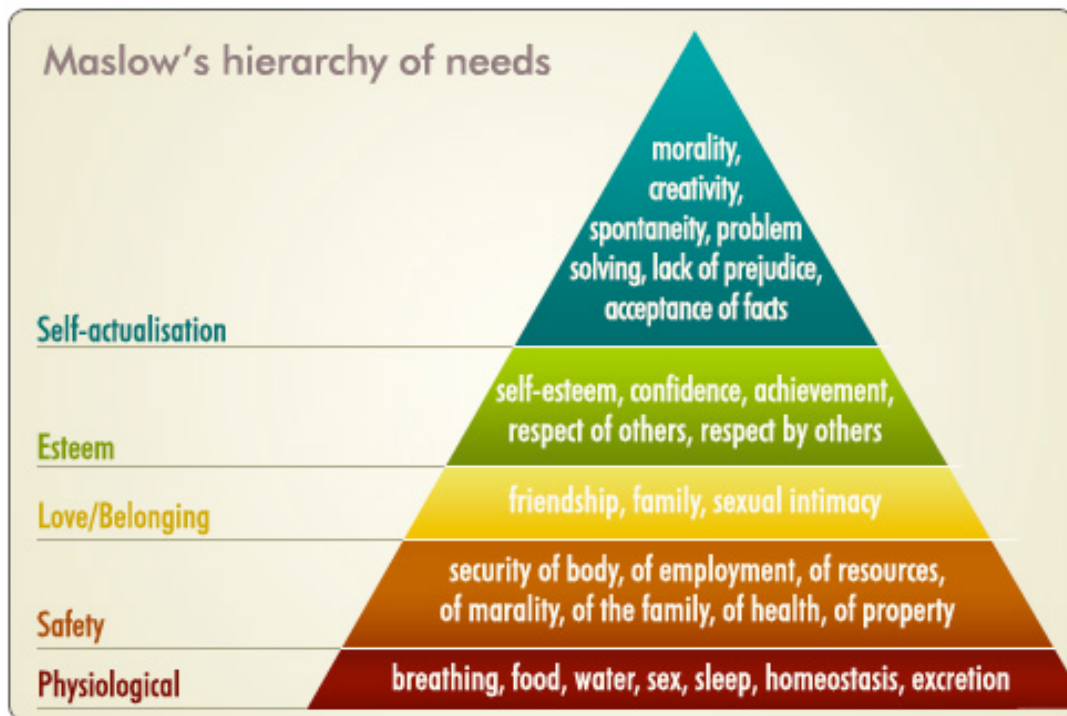 Maslow's hierarchy of needs
morality,
creativity,
spontaneity, problem
solving, lack of prejudice,
acceptance of facts
Self-actualisation
self-esteem, confidence, achievement,
respect of others, respect by others
Esteem
friendship, family, sexual intimacy
Love/Belonging
security of body, of employment, of resources,
of marality, of the family, of health, of property
Safety
breathing, food, water, sex, sleep, homeostasis, excretion
Physiological